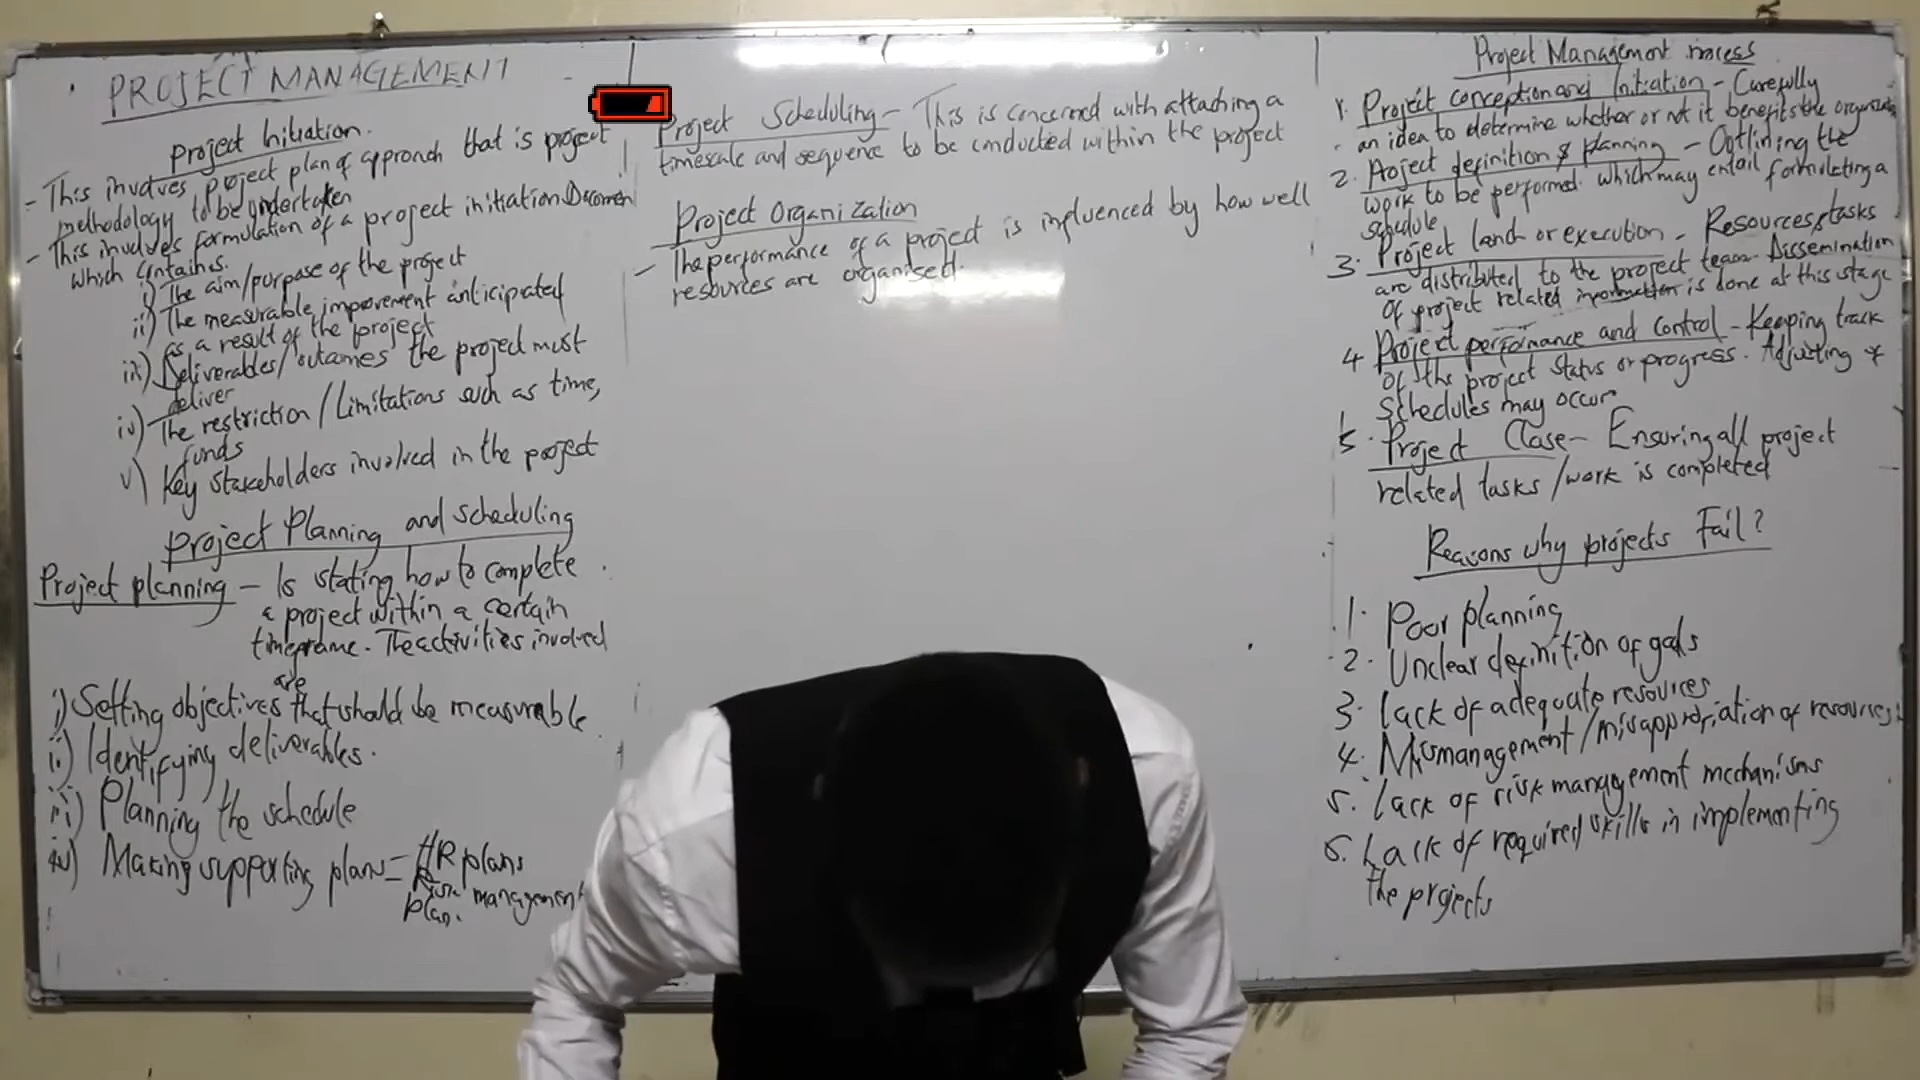 PROJECT MANAGEMENT
Project Initiation.
- This involves project plan of approach that is project
methodology to be undertaken
- This involves formulation of a project initiation Documen
which contains.
i) The aim/purpose of the project
ii) The measurable improvement anticipated
as a result of the project
iii) Deliverables/outcomes the project must
deliver
iv) The restriction/Limitations such as time,
funds
v) Key stakeholders involved in the project
Project Planning and scheduling
Project planning - Is stating how to complete
a project within a certain
timeframe. The activities involved
are
i) Setting objectives that should be measurable
ii) Identifying deliverables.
iii) Planning the schedule
iv) Making supporting plans = HR plans
Risk management
plan.
Project Scheduling - This is concerned with attaching a
timescale and sequence to be conducted within the project
Project Organization
- The performance of a project is influenced by how well
resources are organised.
Project Management process
1. Project conception and Initiation - Carefully
an idea to determine whether or not it benefits the organization
2. Project definition & planning - Outlining the
work to be performed. which may entail formulating a
schedule
3. Project lanch or execution - Resources, tasks
are distributed to the project team. Dissemination
of project related information is done at this stage
4 Project performance and Control - Keeping track
of the project status or progress. Adjusting of
schedules may occur
5. Project Close - Ensuring all project
related tasks/work is completed
Reasons why projects Fail?
1. Poor planning
2. Unclear definition of goals
3. Lack of adequate resources
4. Mismanagement/misappropriation of resources
5. Lack of risk management mechanisms
6. Lack of required skills in implementing
the projects